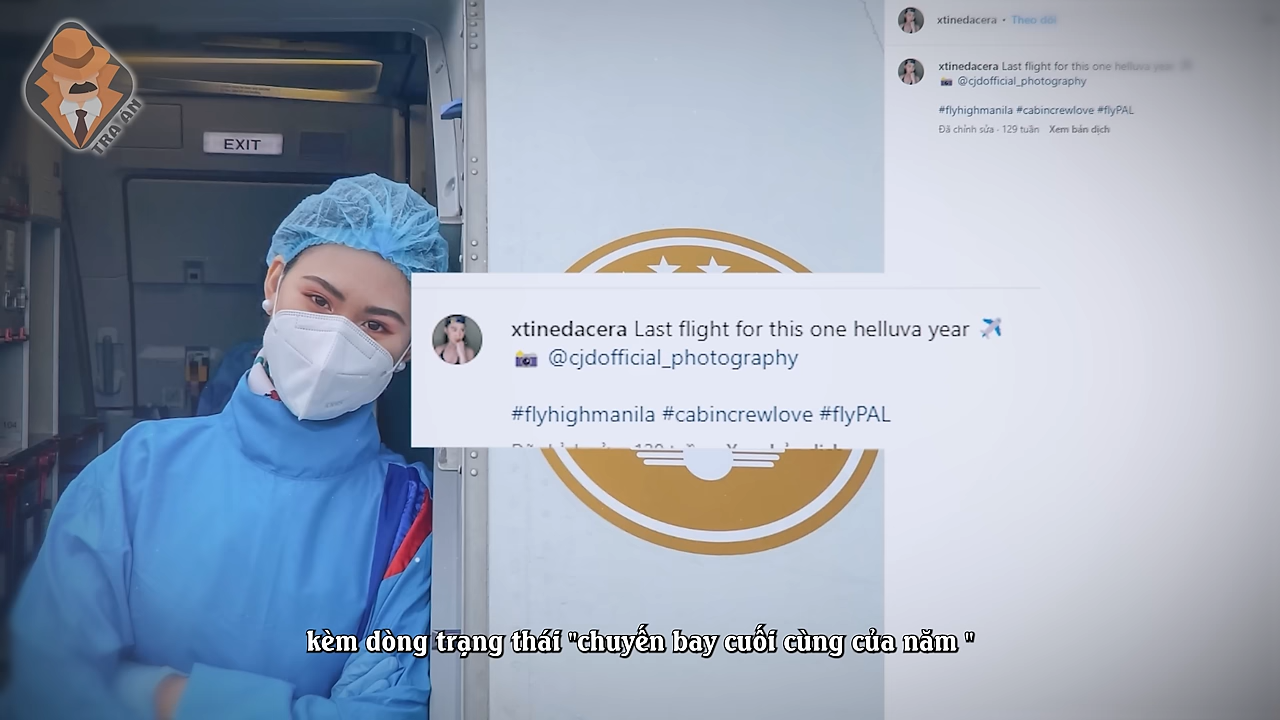 TRA ÁN
EXIT
xtinedacera • Theo dõi
xtinedacera Last flight for this one helluva year
@cjdofficial_photography
#flyhighmanila #cabincrewlove #flyPAL
Đã chỉnh sửa · 129 tuần Xem bản dịch
xtinedacera Last flight for this one helluva year ✈️
📷 @cjdofficial_photography
#flyhighmanila #cabincrewlove #flyPAL
kèm dòng trạng thái "chuyến bay cuối cùng của năm "